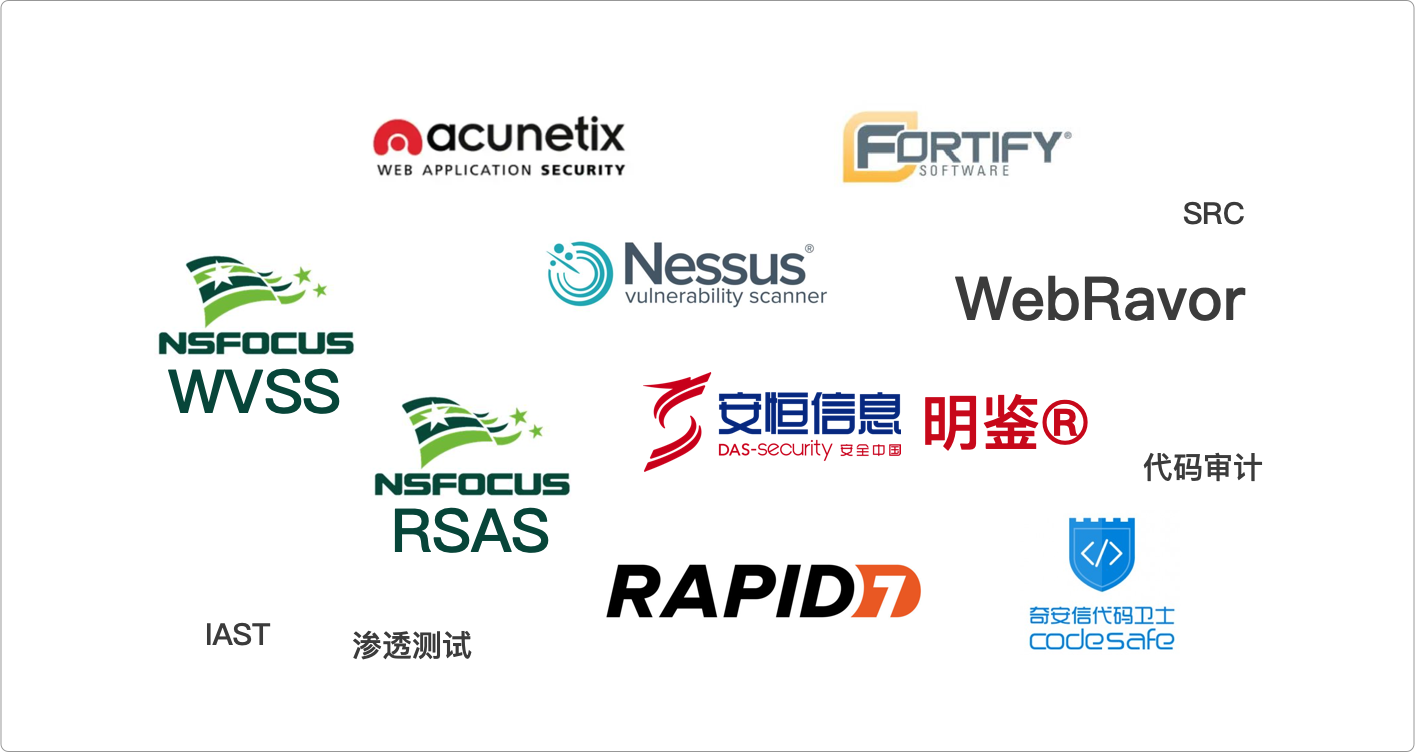 acunetix
WEB APPLICATION SECURITY
FORTIFY®
SOFTWARE
SRC
Nessus®
vulnerability scanner
WebRavor
NSFOCUS
WVSS
安恒信息
DAS-security 安全中国
明鉴®
NSFOCUS
RSAS
代码审计
RAPID7
奇安信代码卫士
codesafe
IAST
渗透测试